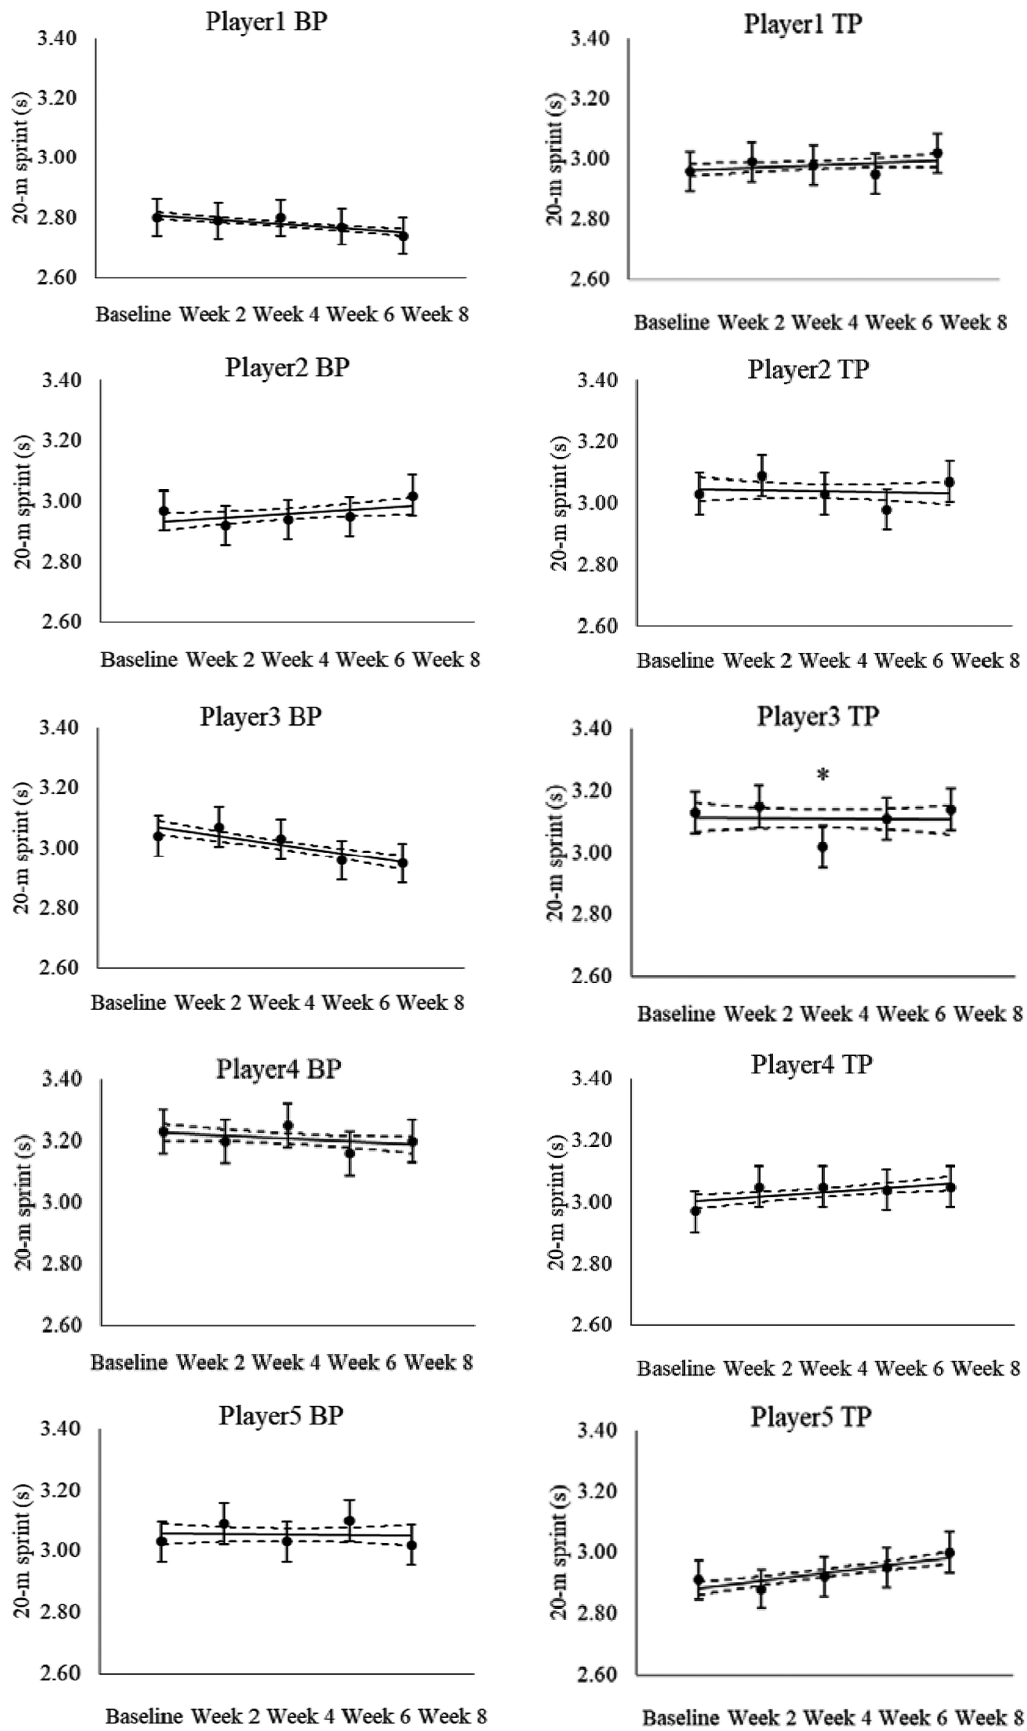 Player1 BP
20-m sprint (s)
3.40
3.20
3.00
2.80
2.60
Baseline Week 2 Week 4 Week 6 Week 8
Player1 TP
20-m sprint (s)
3.40
3.20
3.00
2.80
2.60
Baseline Week 2 Week 4 Week 6 Week 8
Player2 BP
20-m sprint (s)
3.40
3.20
3.00
2.80
2.60
Baseline Week 2 Week 4 Week 6 Week 8
Player2 TP
20-m sprint (s)
3.40
3.20
3.00
2.80
2.60
Baseline Week 2 Week 4 Week 6 Week 8
Player3 BP
20-m sprint (s)
3.40
3.20
3.00
2.80
2.60
Baseline Week 2 Week 4 Week 6 Week 8
Player3 TP
20-m sprint (s)
3.40
3.20
3.00
2.80
2.60
*
Baseline Week 2 Week 4 Week 6 Week 8
Player4 BP
20-m sprint (s)
3.40
3.20
3.00
2.80
2.60
Baseline Week 2 Week 4 Week 6 Week 8
Player4 TP
20-m sprint (s)
3.40
3.20
3.00
2.80
2.60
Baseline Week 2 Week 4 Week 6 Week 8
Player5 BP
20-m sprint (s)
3.40
3.20
3.00
2.80
2.60
Baseline Week 2 Week 4 Week 6 Week 8
Player5 TP
20-m sprint (s)
3.40
3.20
3.00
2.80
2.60
Baseline Week 2 Week 4 Week 6 Week 8